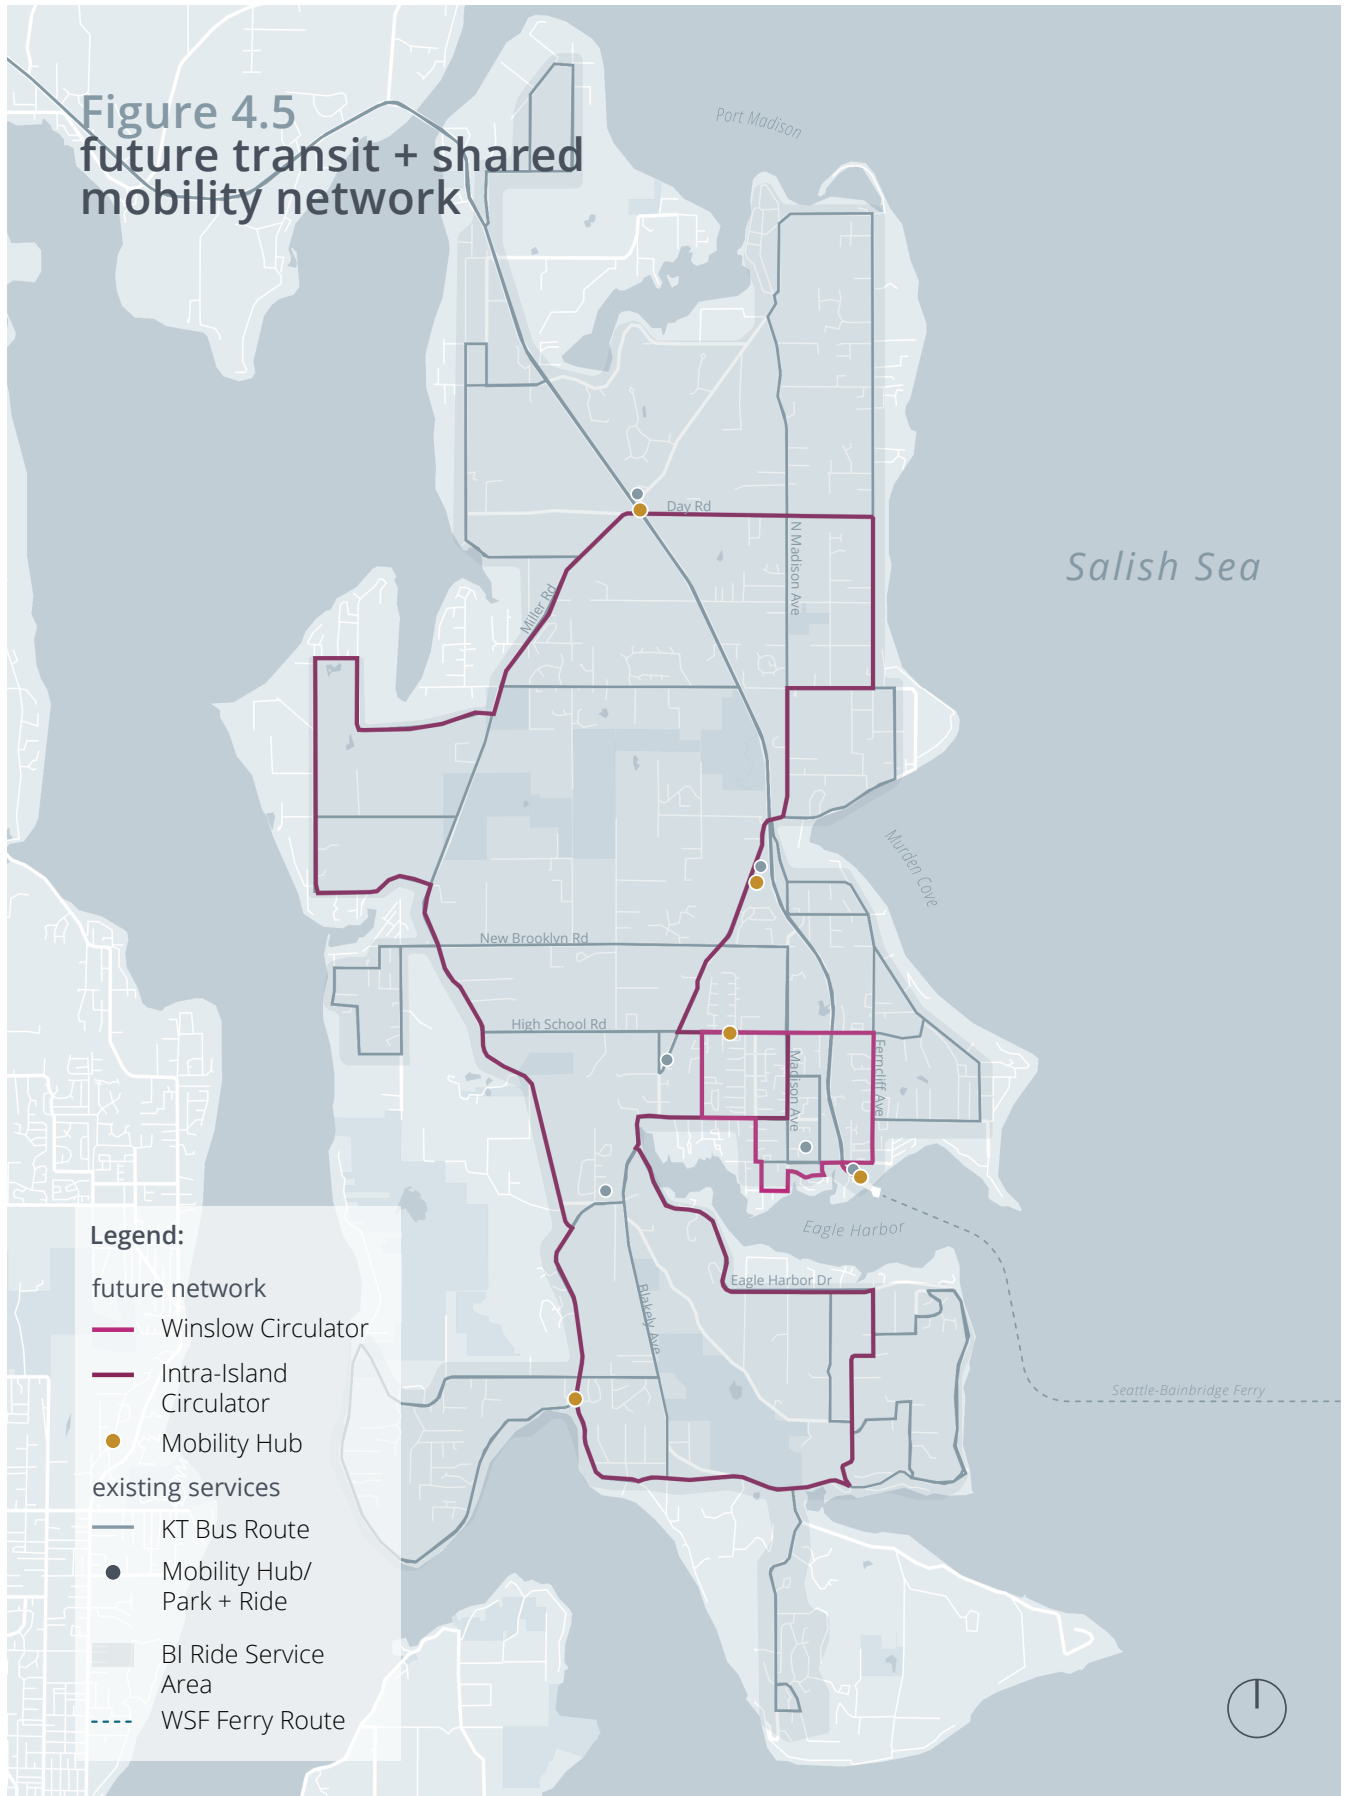 Figure 4.5
future transit + shared
mobility network
Port Madison
Day Rd
N Madison Ave
Salish Sea
Miller Rd
Murden Cove
New Brooklyn Rd
High School Rd
Madison Ave
Ferncliff Ave
Eagle Harbor
Eagle Harbor Dr
Blakely Ave
Seattle-Bainbridge Ferry
Legend:
future network
Winslow Circulator
Intra-Island
Circulator
Mobility Hub
existing services
KT Bus Route
Mobility Hub/
Park + Ride
BI Ride Service
Area
WSF Ferry Route